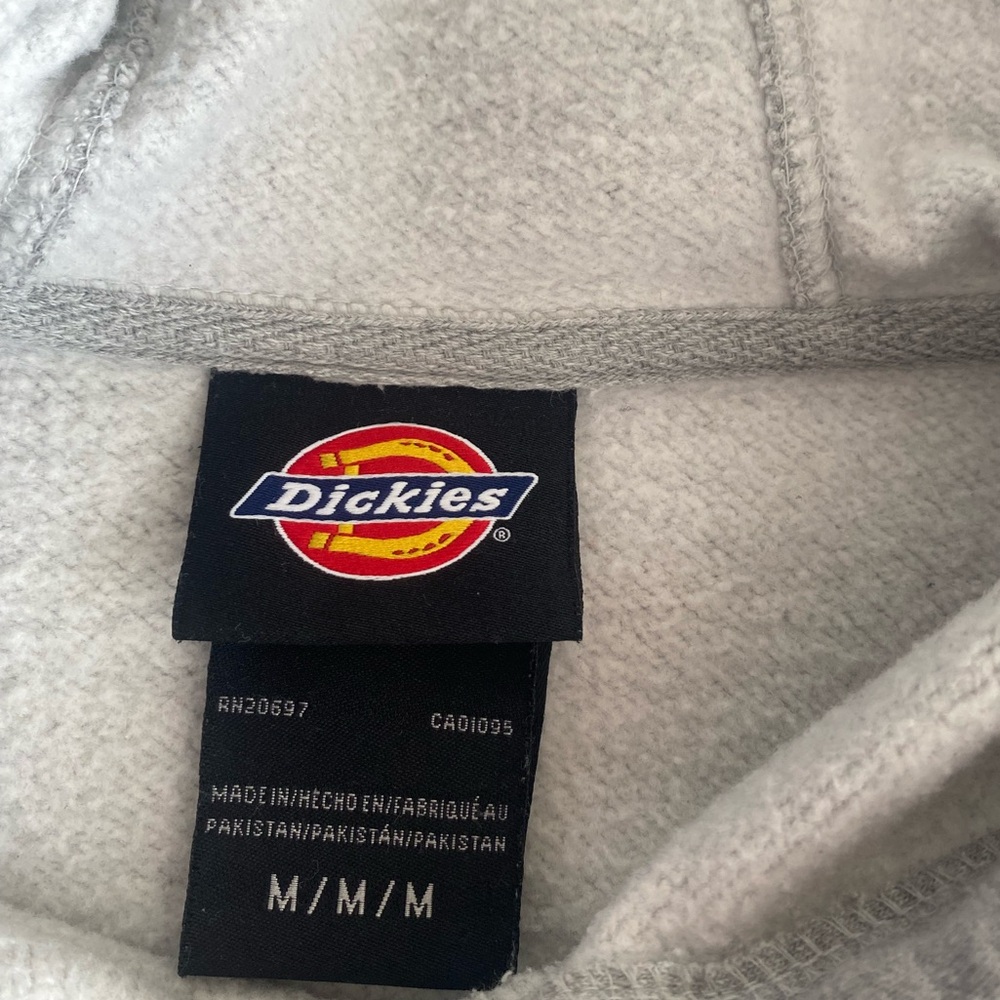 Dickies®
RN20697
CA01095
MADE IN/HECHO EN/FABRIQUÉ AU
PAKISTAN/PAKISTÁN/PAKISTAN
M/M/M